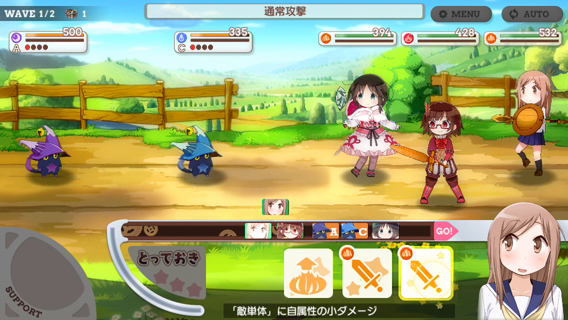 WAVE 1/2 1
通常攻撃
MENU
AUTO
500
A
335
C
394
428
532
A
C
GO!
とっておき
SUPPORT
「敵単体」に自属性の小ダメージ